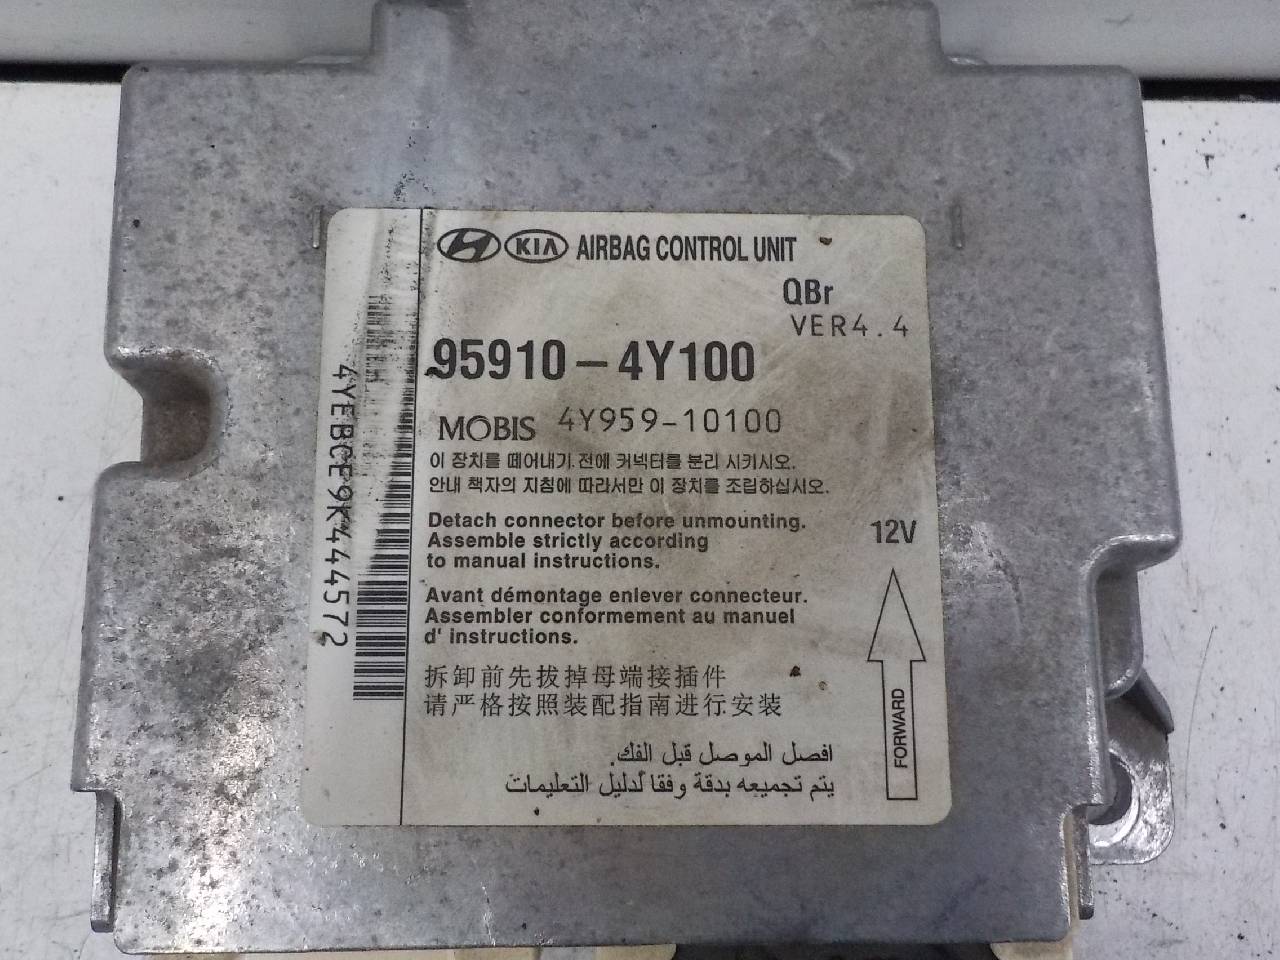 KIA AIRBAG CONTROL UNIT
QBr
VER4.4
95910-4Y100
MOBIS 4Y959-10100
이 장치를 떼어내기 전에 커넥터를 분리 시키시오.
안내 책자의 지침에 따라서만 이 장치를 조립하십시오.
Detach connector before unmounting.
Assemble strictly according
to manual instructions.
12V
Avant démontage enlever connecteur.
Assembler conformement au manuel
d' instructions.
拆卸前先拔掉母端接插件
请严格按照装配指南进行安装
افصل الموصل قبل الفك.
يتم تجميعه بدقة وفقا لدليل التعليمات
FORWARD
4YEBCE9K444572